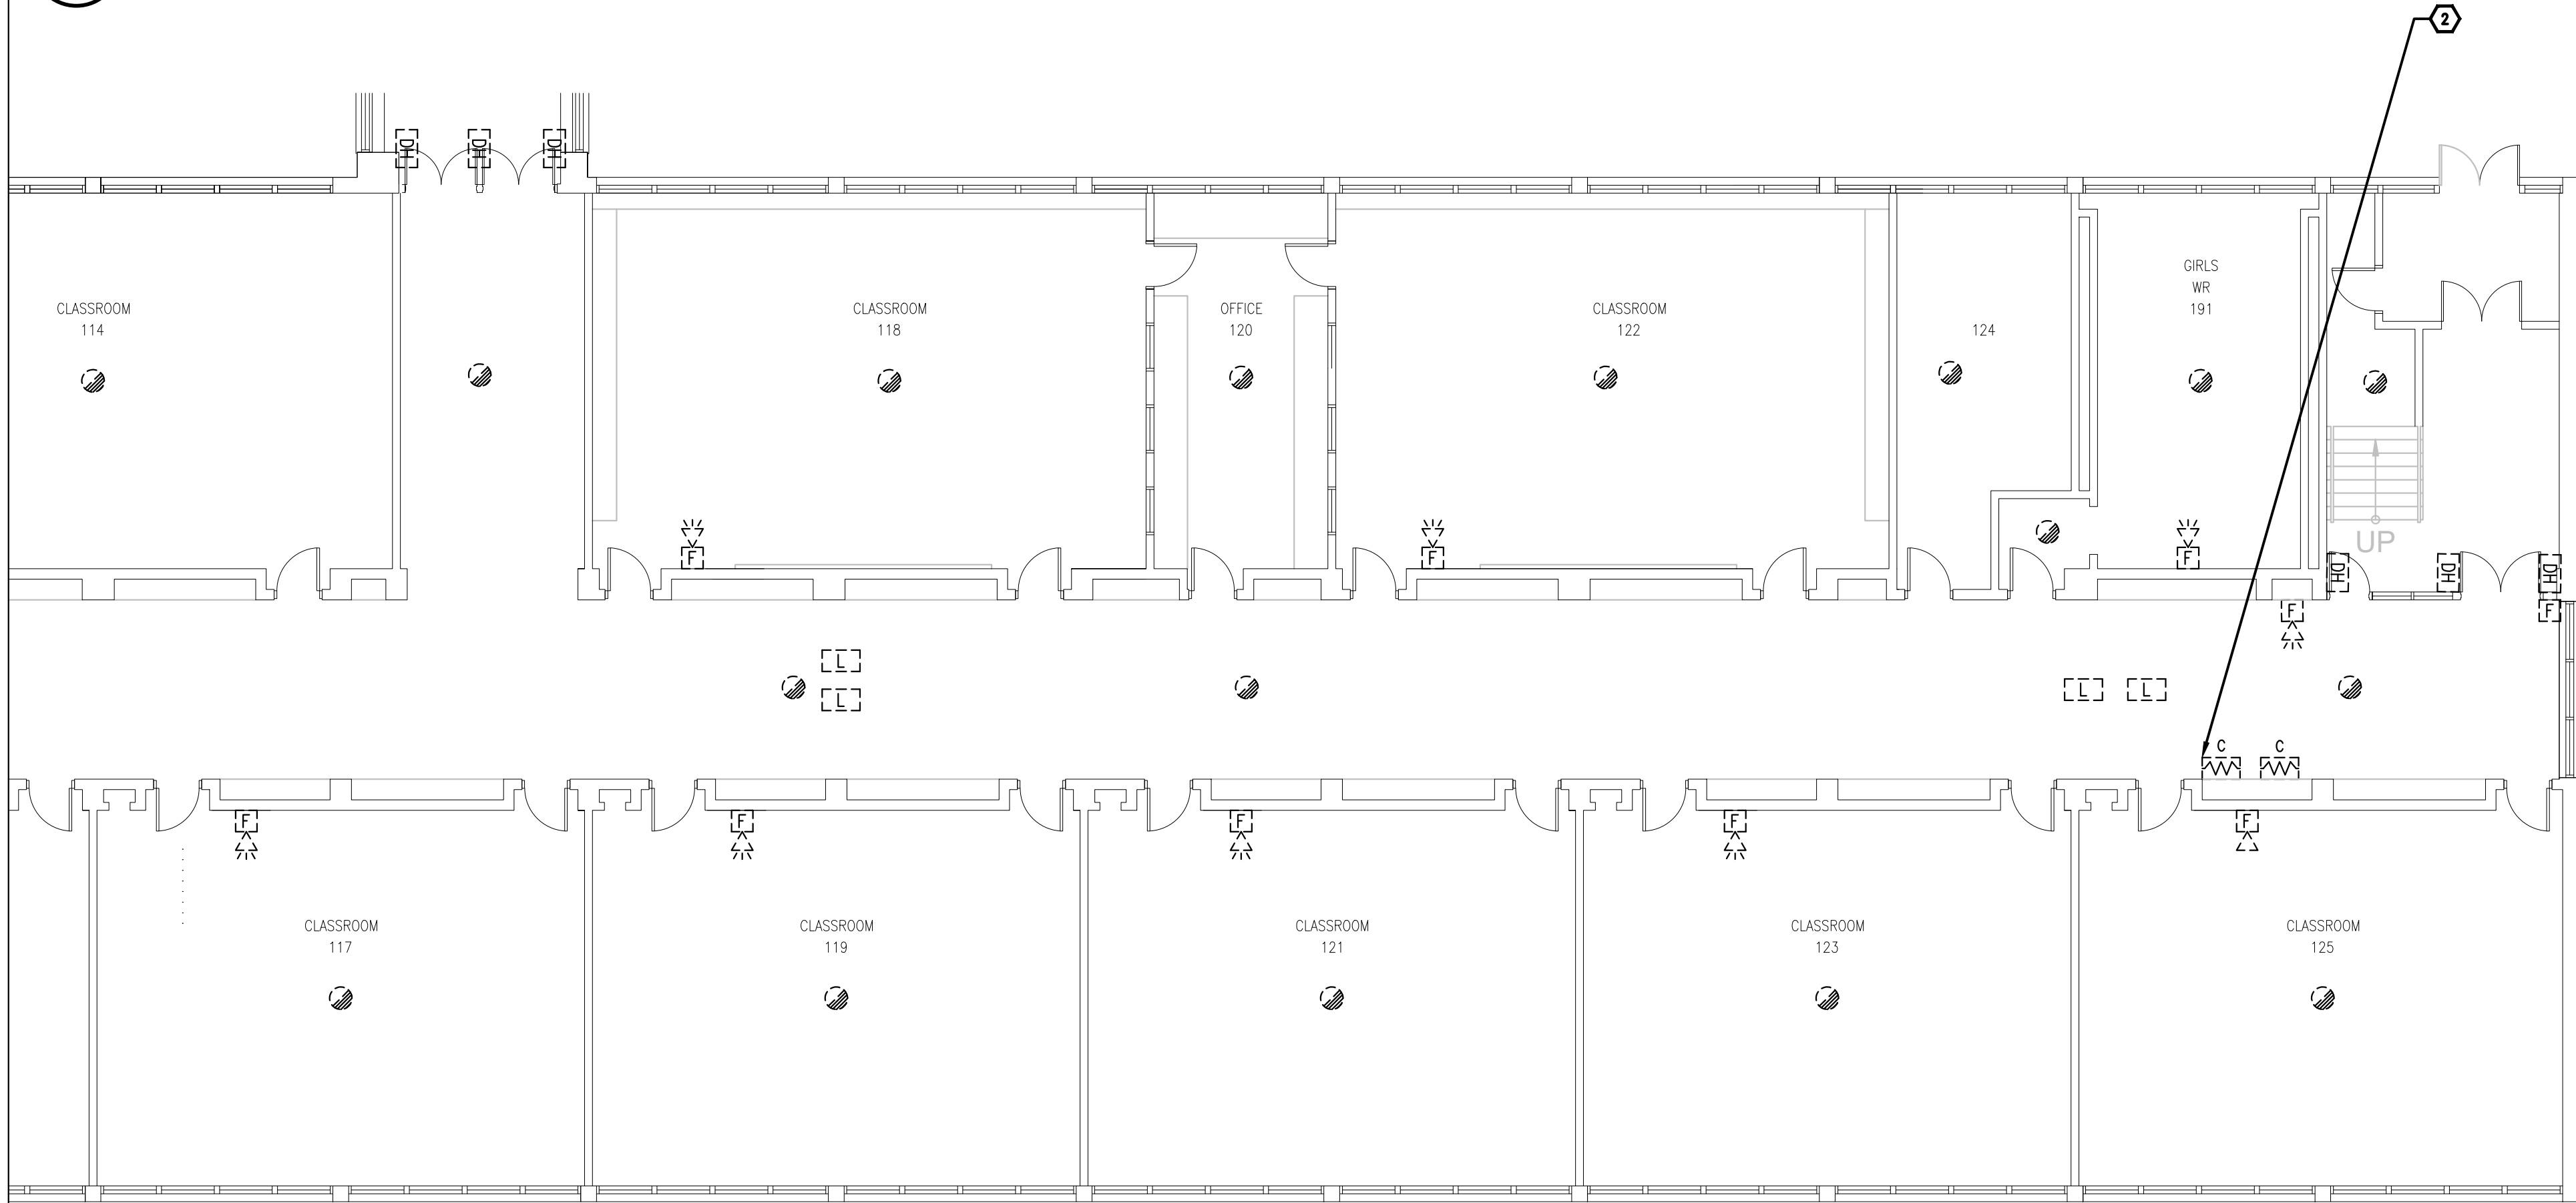 2
DH
DH
DH
CLASSROOM
114
CLASSROOM
118
OFFICE
120
CLASSROOM
122
124
GIRLS
WR
191
F
F
F
UP
DH
DH
DH
F
F
L
L
L
L
C
C
F
F
F
F
F
CLASSROOM
117
CLASSROOM
119
CLASSROOM
121
CLASSROOM
123
CLASSROOM
125